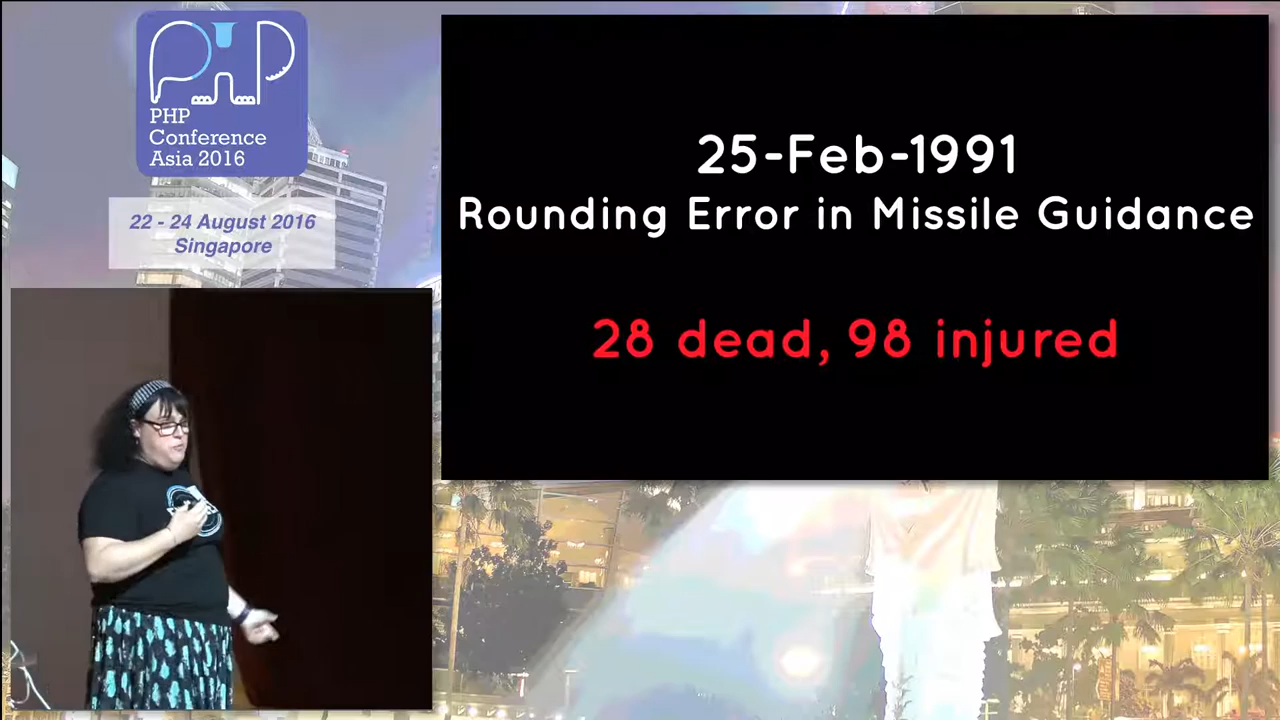 PHP
PHP
Conference
Asia 2016
22 - 24 August 2016
Singapore
25-Feb-1991
Rounding Error in Missile Guidance
28 dead, 98 injured